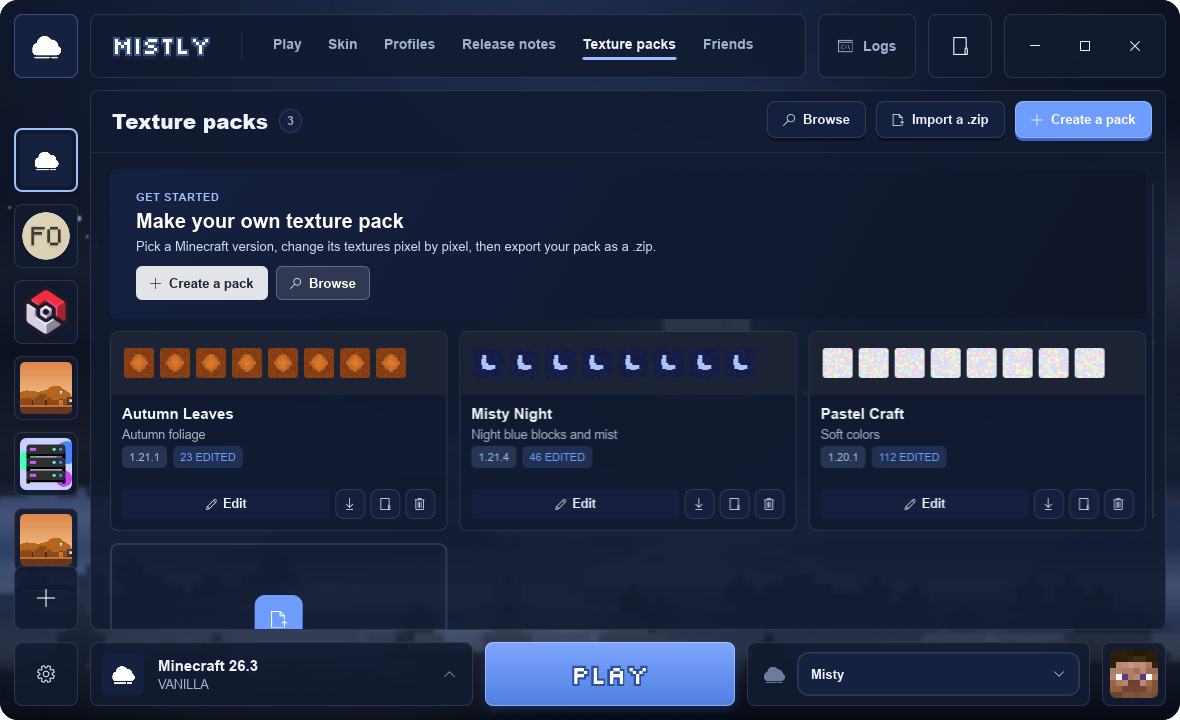 MISTLY
Play
Skin
Profiles
Release notes
Texture packs
Friends
Logs
Texture packs 3
Browse
Import a .zip
Create a pack
FO
GET STARTED
Make your own texture pack
Pick a Minecraft version, change its textures pixel by pixel, then export your pack as a .zip.
Create a pack
Browse
Autumn Leaves
Autumn foliage
1.21.1
23 EDITED
Edit
Misty Night
Night blue blocks and mist
1.21.4
46 EDITED
Edit
Pastel Craft
Soft colors
1.20.1
112 EDITED
Edit
Minecraft 26.3
VANILLA
PLAY
Misty